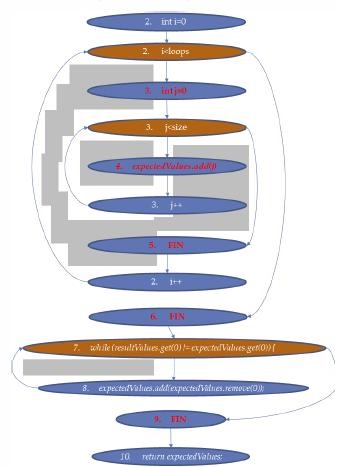 2. int i=0
2. i<loops
3. int j=0
3. j<size
4. expectedValues.add(j)
3. j++
5. FIN
2. i++
6. FIN
7. while (resultValues.get(0) != expectedValues.get(0)) {
8. expectedValues.add(expectedValues.remove(0);
9. FIN
10. return expectedValues;